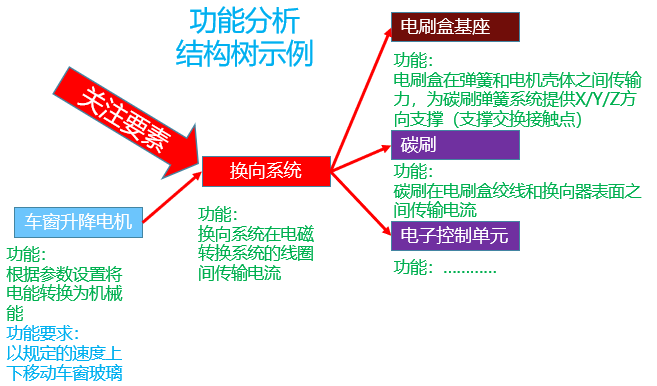 功能分析
结构树示例
关注要素
电刷盒基座
功能：
电刷盒在弹簧和电机壳体之间传输
力，为碳刷弹簧系统提供X/Y/Z方
向支撑（支撑交换接触点）
碳刷
功能：
碳刷在电刷盒绞线和换向器表面之
间传输电流
电子控制单元
功能：…………
换向系统
功能：
换向系统在电磁
转换系统的线圈
间传输电流
车窗升降电机
功能：
根据参数设置将
电能转换为机械
能
功能要求：
以规定的速度上
下移动车窗玻璃